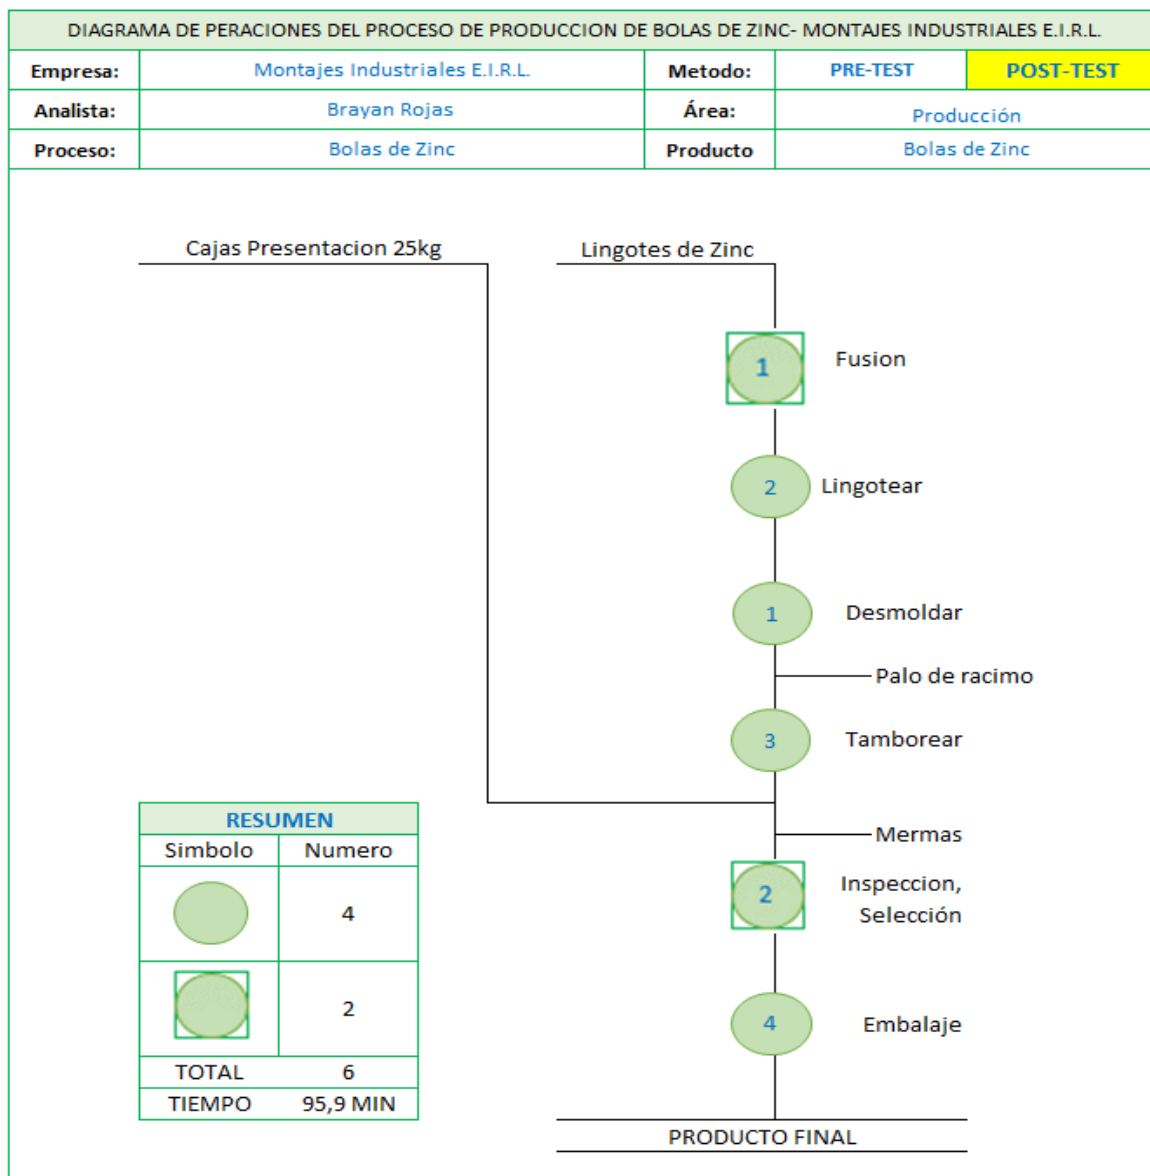 DIAGRAMA DE PERACIONES DEL PROCESO DE PRODUCCION DE BOLAS DE ZINC- MONTAJES INDUSTRIALES E.I.R.L.
Empresa: Montajes Industriales E.I.R.L. Metodo: PRE-TEST POST-TEST
Analista: Brayan Rojas Área: Producción
Proceso: Bolas de Zinc Producto Bolas de Zinc
Cajas Presentacion 25kg Lingotes de Zinc
1 Fusion
2 Lingotear
1 Desmoldar
Palo de racimo
3 Tamborear
Mermas
2 Inspeccion,
Selección
4 Embalaje
PRODUCTO FINAL
RESUMEN
Simbolo Numero
4
2
TOTAL 6
TIEMPO 95,9 MIN